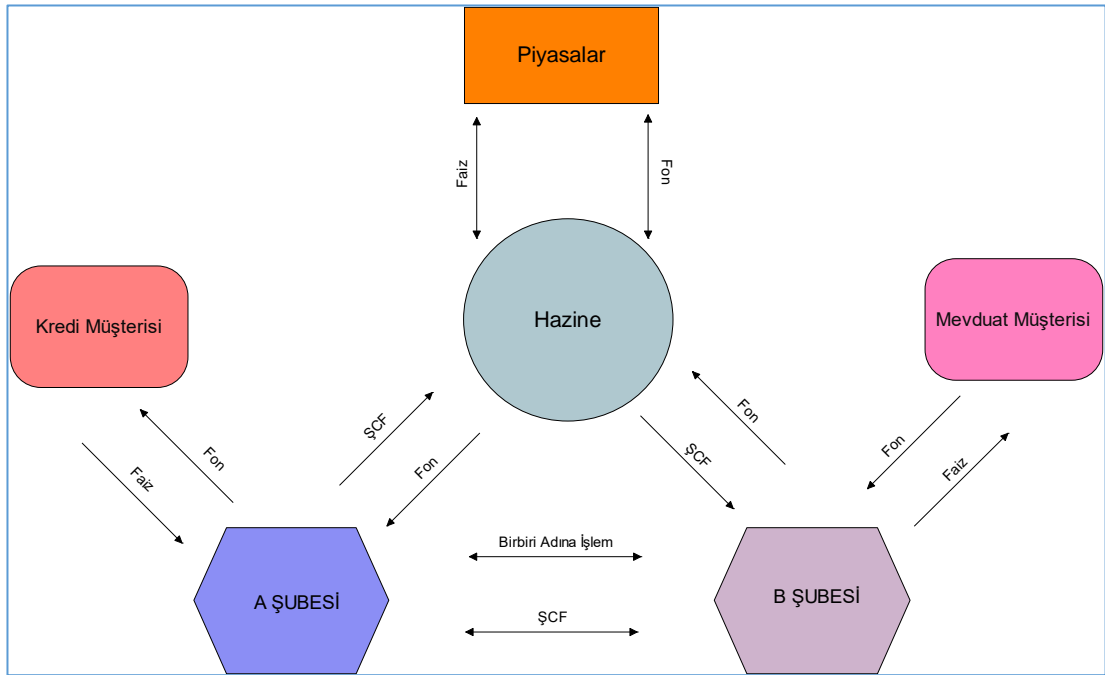 Piyasalar
Faiz
Fon
Hazine
Kredi Müşterisi
Mevduat Müşterisi
Fon
Faiz
ŞCF
Fon
Fon
ŞCF
Fon
Faiz
Birbiri Adına İşlem
ŞCF
A ŞUBESİ
B ŞUBESİ